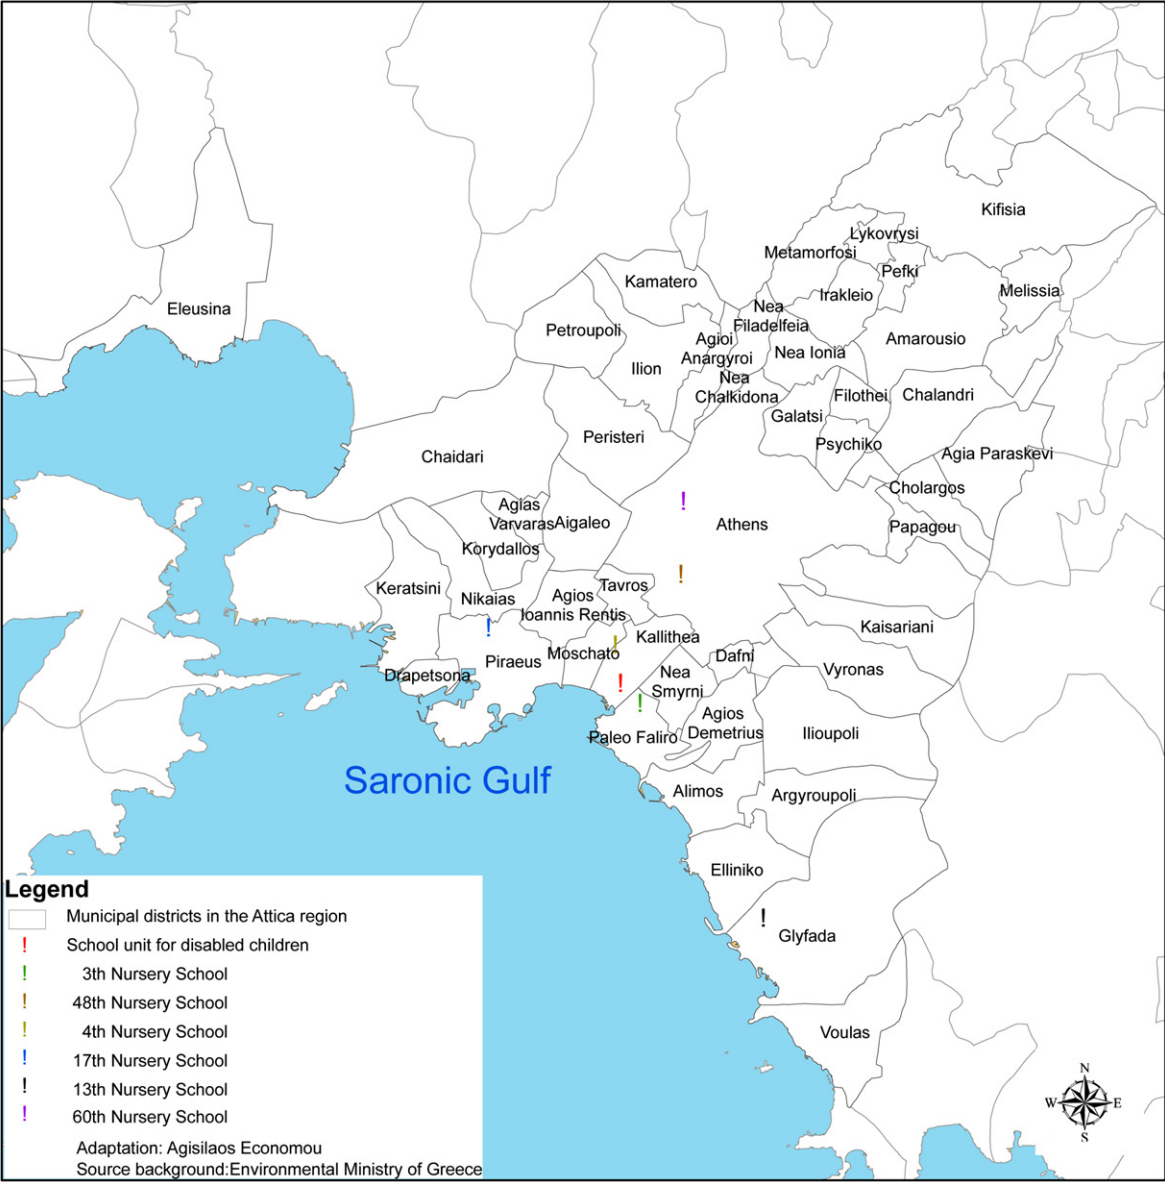 Kifisia
Lykovrysi
Metamorfosi
Pefki
Kamatero
Melissia
Irakleio
Nea
Filadelfeia
Eleusina
Petroupoli
Agioi
Anargyroi
Amarousio
Nea Ionia
Ilion
Nea
Chalkidona
Filothei
Chalandri
Galatsi
Peristeri
Psychiko
Chaidari
Agia Paraskevi
Cholargos
Agias
Varvaras
Aigaleo
Athens
Papagou
Korydallos
Keratsini
Tavros
Nikaias
Agios
Ioannis Rentis
Kaisariani
Kallithea
Moschato
Dafni
Piraeus
Vyronas
Drapetsona
Nea
Smyrni
Agios
Demetrius
Ilioupoli
Paleo Faliro
Saronic Gulf
Alimos
Argyroupoli
Elliniko
Glyfada
Voulas
Legend
Municipal districts in the Attica region
! School unit for disabled children
! 3th Nursery School
! 48th Nursery School
! 4th Nursery School
! 17th Nursery School
! 13th Nursery School
! 60th Nursery School
Adaptation: Agisilaos Economou
Source background:Environmental Ministry of Greece
N
W E
S